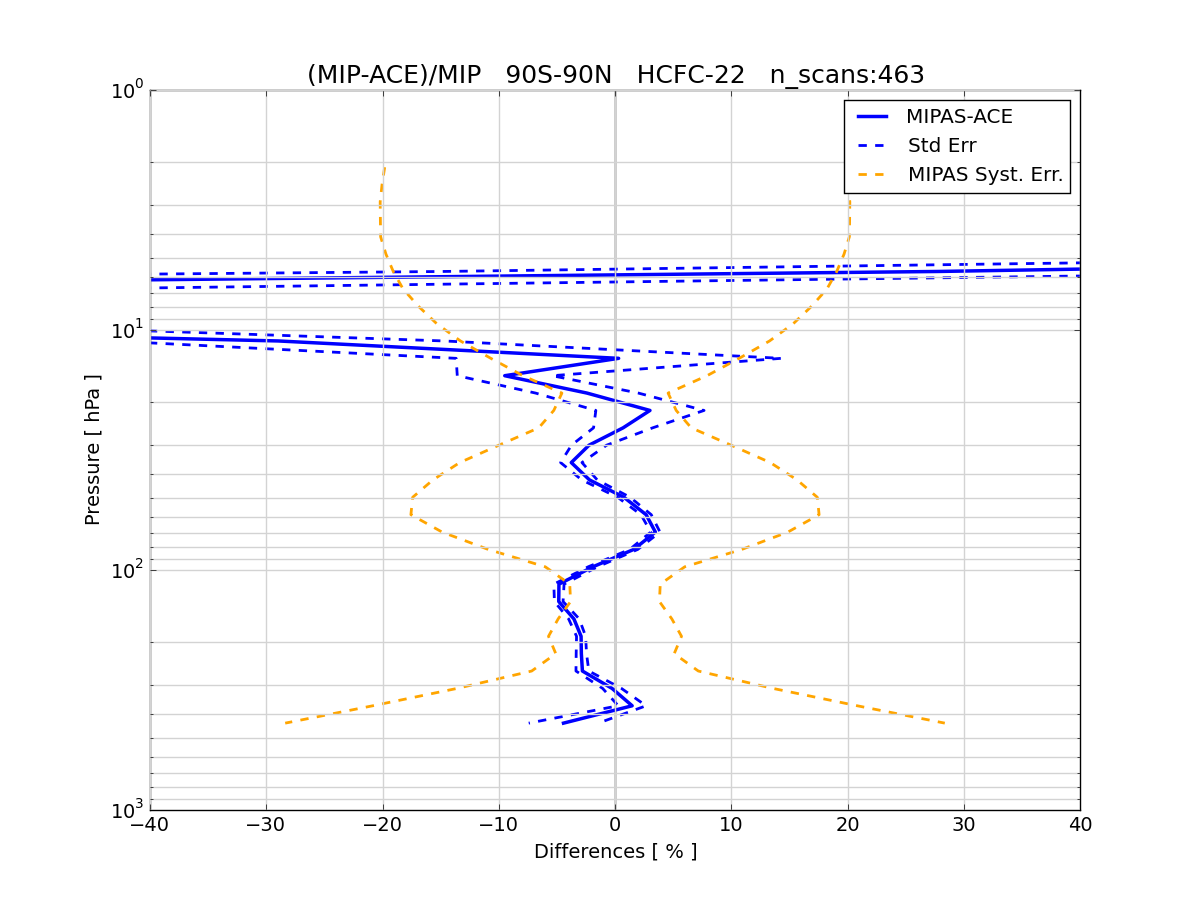 (MIP-ACE)/MIP 90S-90N HCFC-22 n_scans:463
MIPAS-ACE
Std Err
MIPAS Syst. Err.
10^0
10^1
10^2
10^3
Pressure [ hPa ]
−40 −30 −20 −10 0 10 20 30 40
Differences [ % ]